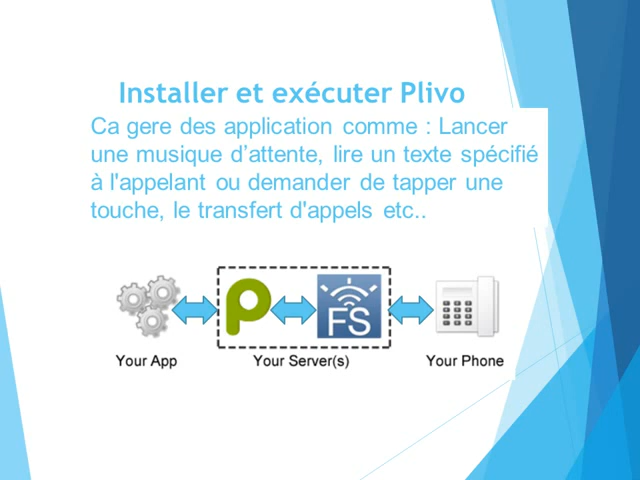 Installer et exécuter Plivo
Ca gere des application comme : Lancer
une musique d’attente, lire un texte spécifié
à l'appelant ou demander de tapper une
touche, le transfert d'appels etc..
FS
Your App
Your Server(s)
Your Phone